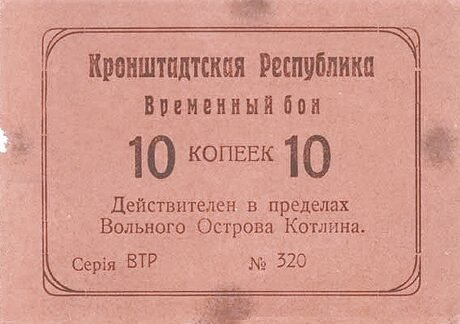 Кронштадтская Республика
Временный бон
10 КОПЕЕК 10
Действителен в пределах
Вольного Острова Котлина.
Серія ВТР № 320